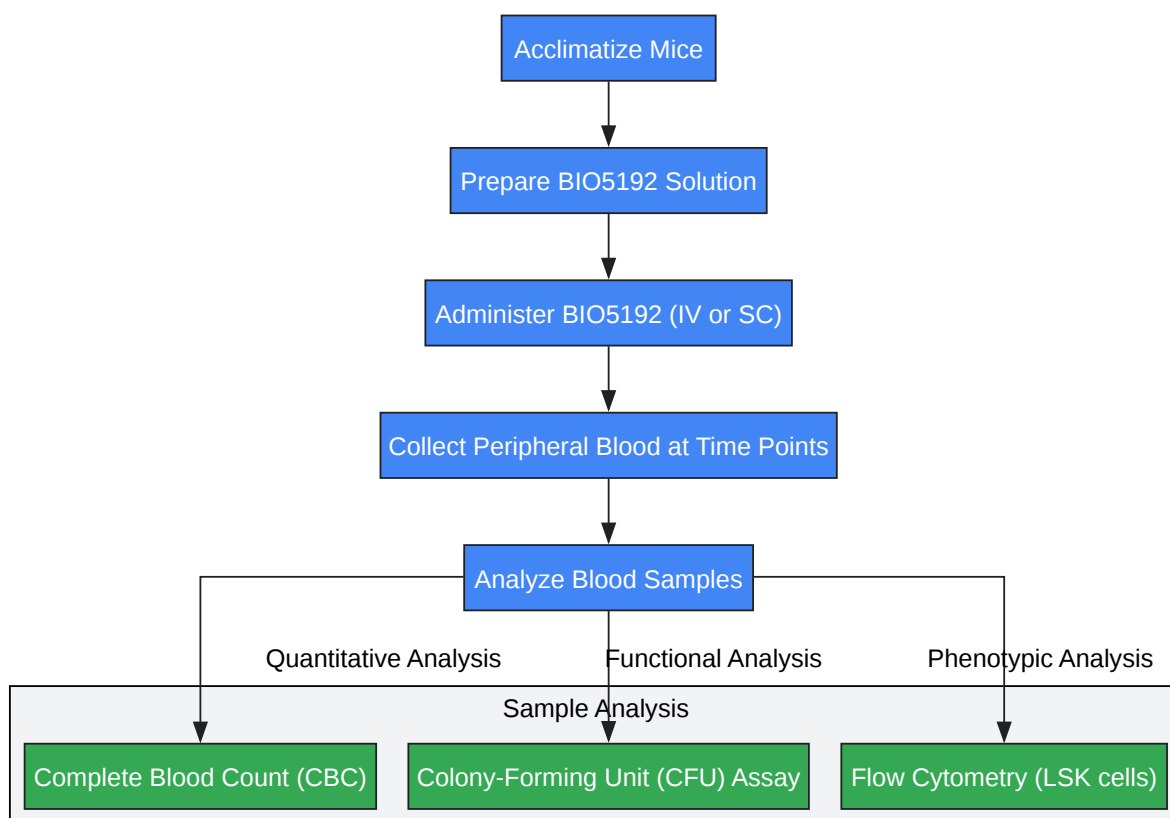 Acclimatize Mice
Prepare BIO5192 Solution
Administer BIO5192 (IV or SC)
Collect Peripheral Blood at Time Points
Analyze Blood Samples
Quantitative Analysis
Functional Analysis
Phenotypic Analysis
Sample Analysis
Complete Blood Count (CBC)
Colony-Forming Unit (CFU) Assay
Flow Cytometry (LSK cells)